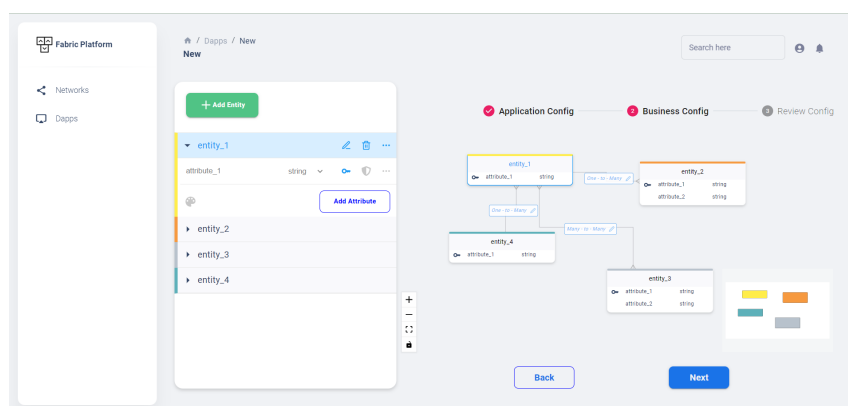 Fabric Platform
Networks
Dapps
/ Dapps / New
New
Search here
+ Add Entity
entity_1
attribute_1 string
Add Attribute
entity_2
entity_3
entity_4
Application Config
2 Business Config
3 Review Config
entity_1
attribute_1 string
One - to - Many
entity_2
attribute_1 string
attribute_2 string
One - to - Many
Many - to - Many
entity_4
attribute_1 string
entity_3
attribute_1 string
attribute_2 string
Back
Next